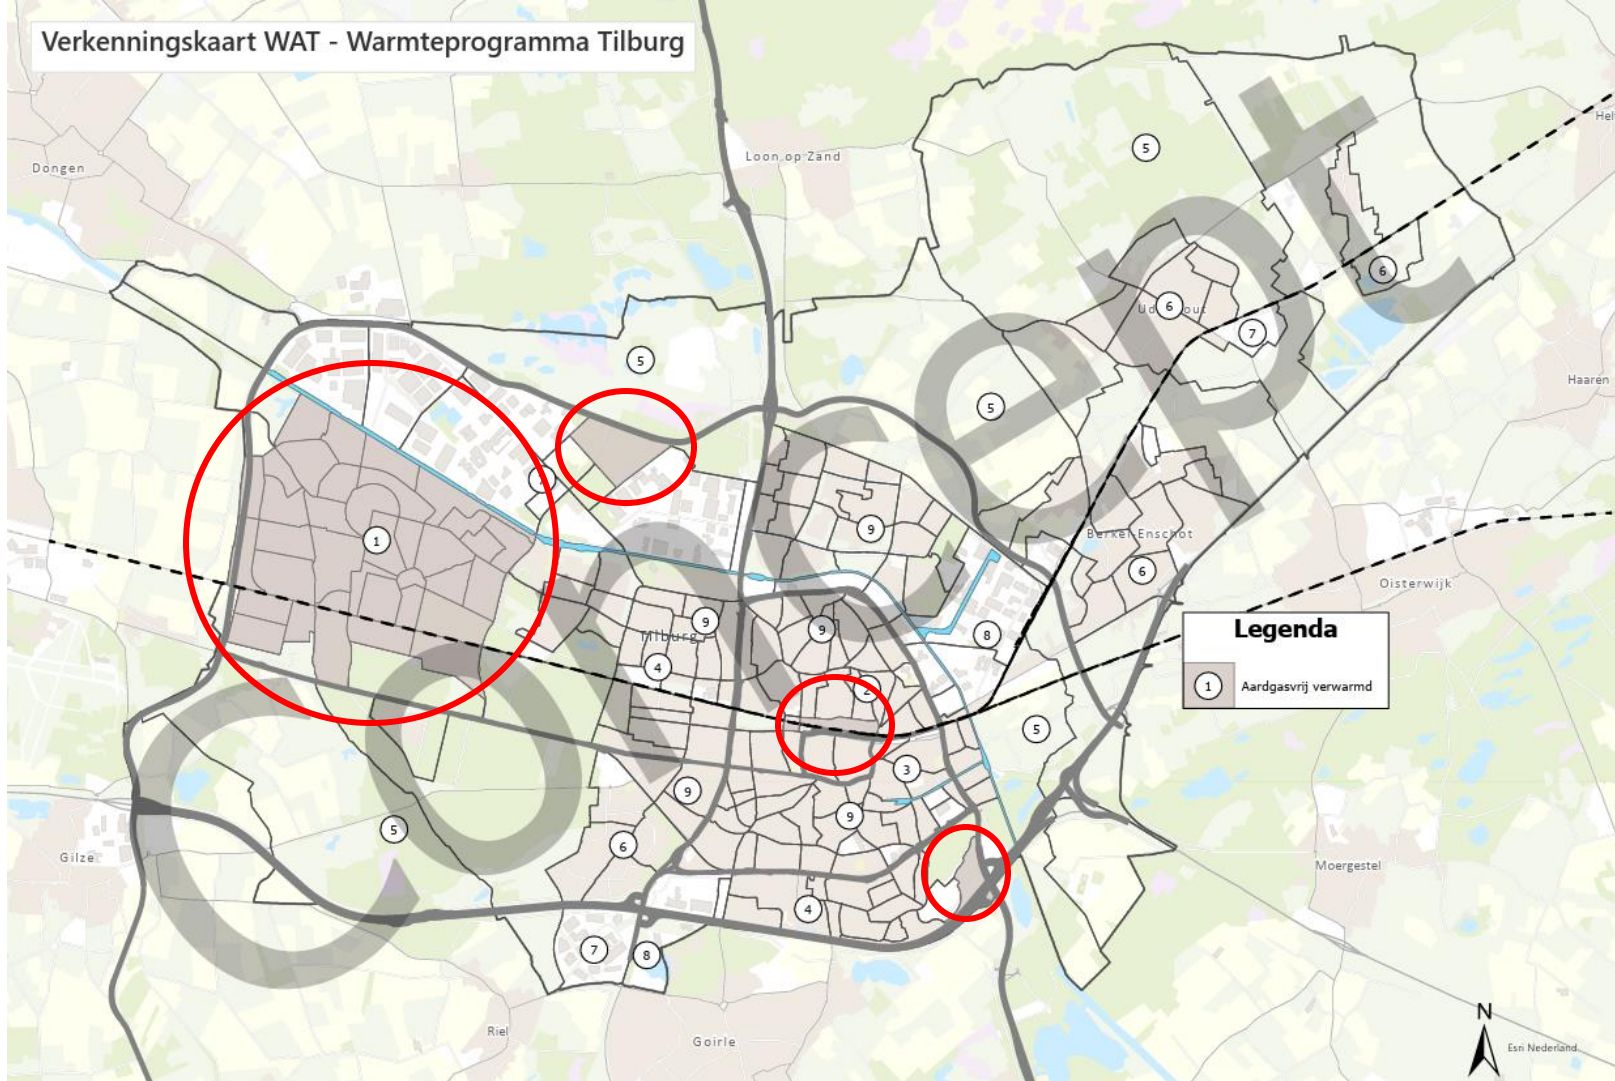 Verkenningskaart WAT - Warmteprogramma Tilburg
Dongen
Loon op Zand
5
6
6
7
5
5
Haaren
1
9
Berkel-Enschot
6
Oisterwijk
9
9
8
Tilburg
4
2
Legenda
1 Aardgasvrij verwarmd
5
3
9
9
5
6
Gilze
Moergestel
4
7
8
Riel
Goirle
N
Esri Nederland
Concept